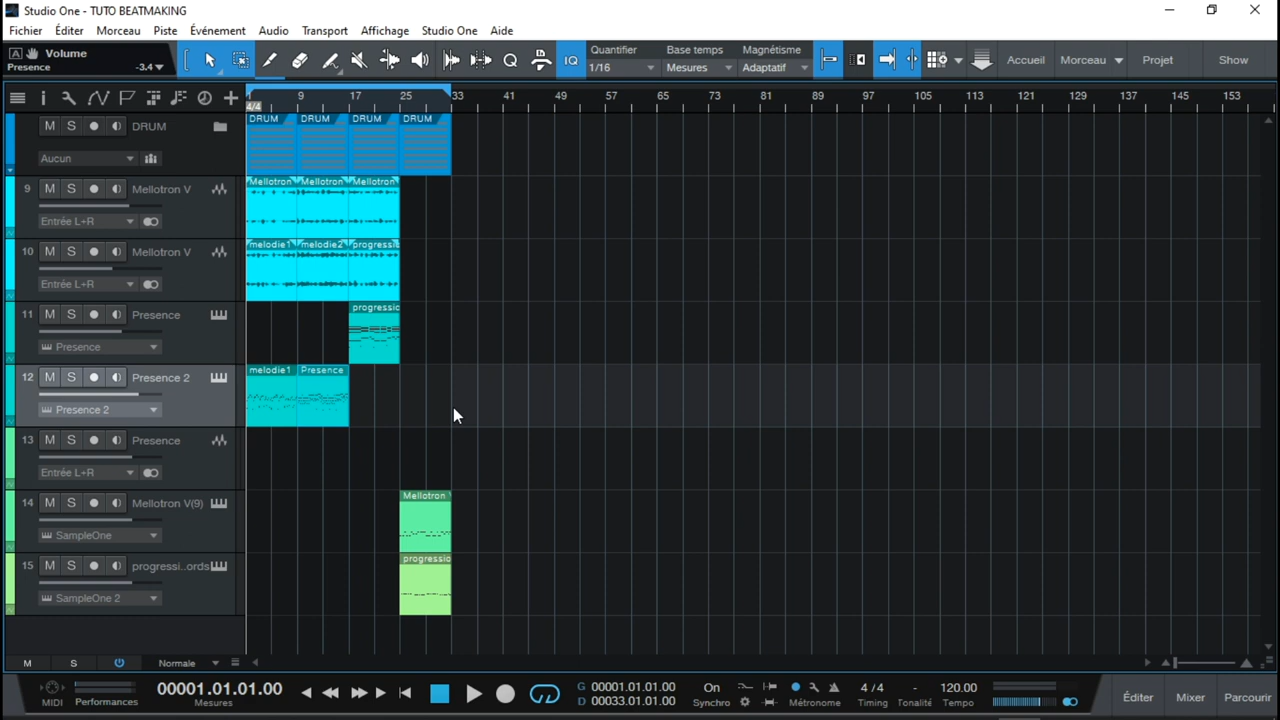 Studio One - TUTO BEATMAKING
Fichier Éditer Morceau Piste Événement Audio Transport Affichage Studio One Aide
A Volume
Presence -3.4
IQ
Quantifier Base temps Magnétisme
1/16 Mesures Adaptatif
Accueil Morceau Projet Show
1 9 17 25 33 41 49 57 65 73 81 89 97 105 113 121 129 137 145 153
4/4
M S DRUM
Aucun
DRUM DRUM DRUM DRUM
9 M S Mellotron V
Entrée L+R
Mellotron Mellotron Mellotron
10 M S Mellotron V
Entrée L+R
melodie1 melodie2 progressi
11 M S Presence
Presence
progressic
12 M S Presence 2
Presence 2
melodie1 Presence
13 M S Presence
Entrée L+R
14 M S Mellotron V(9)
SampleOne
Mellotron
15 M S progressi..ords
SampleOne 2
progressio
M S Normale
MIDI Performances
00001.01.01.00
Mesures
G 00001.01.01.00
D 00033.01.01.00
On
Synchro
Métronome
4 / 4
Timing
-
Tonalité
120.00
Tempo
Éditer Mixer Parcourir